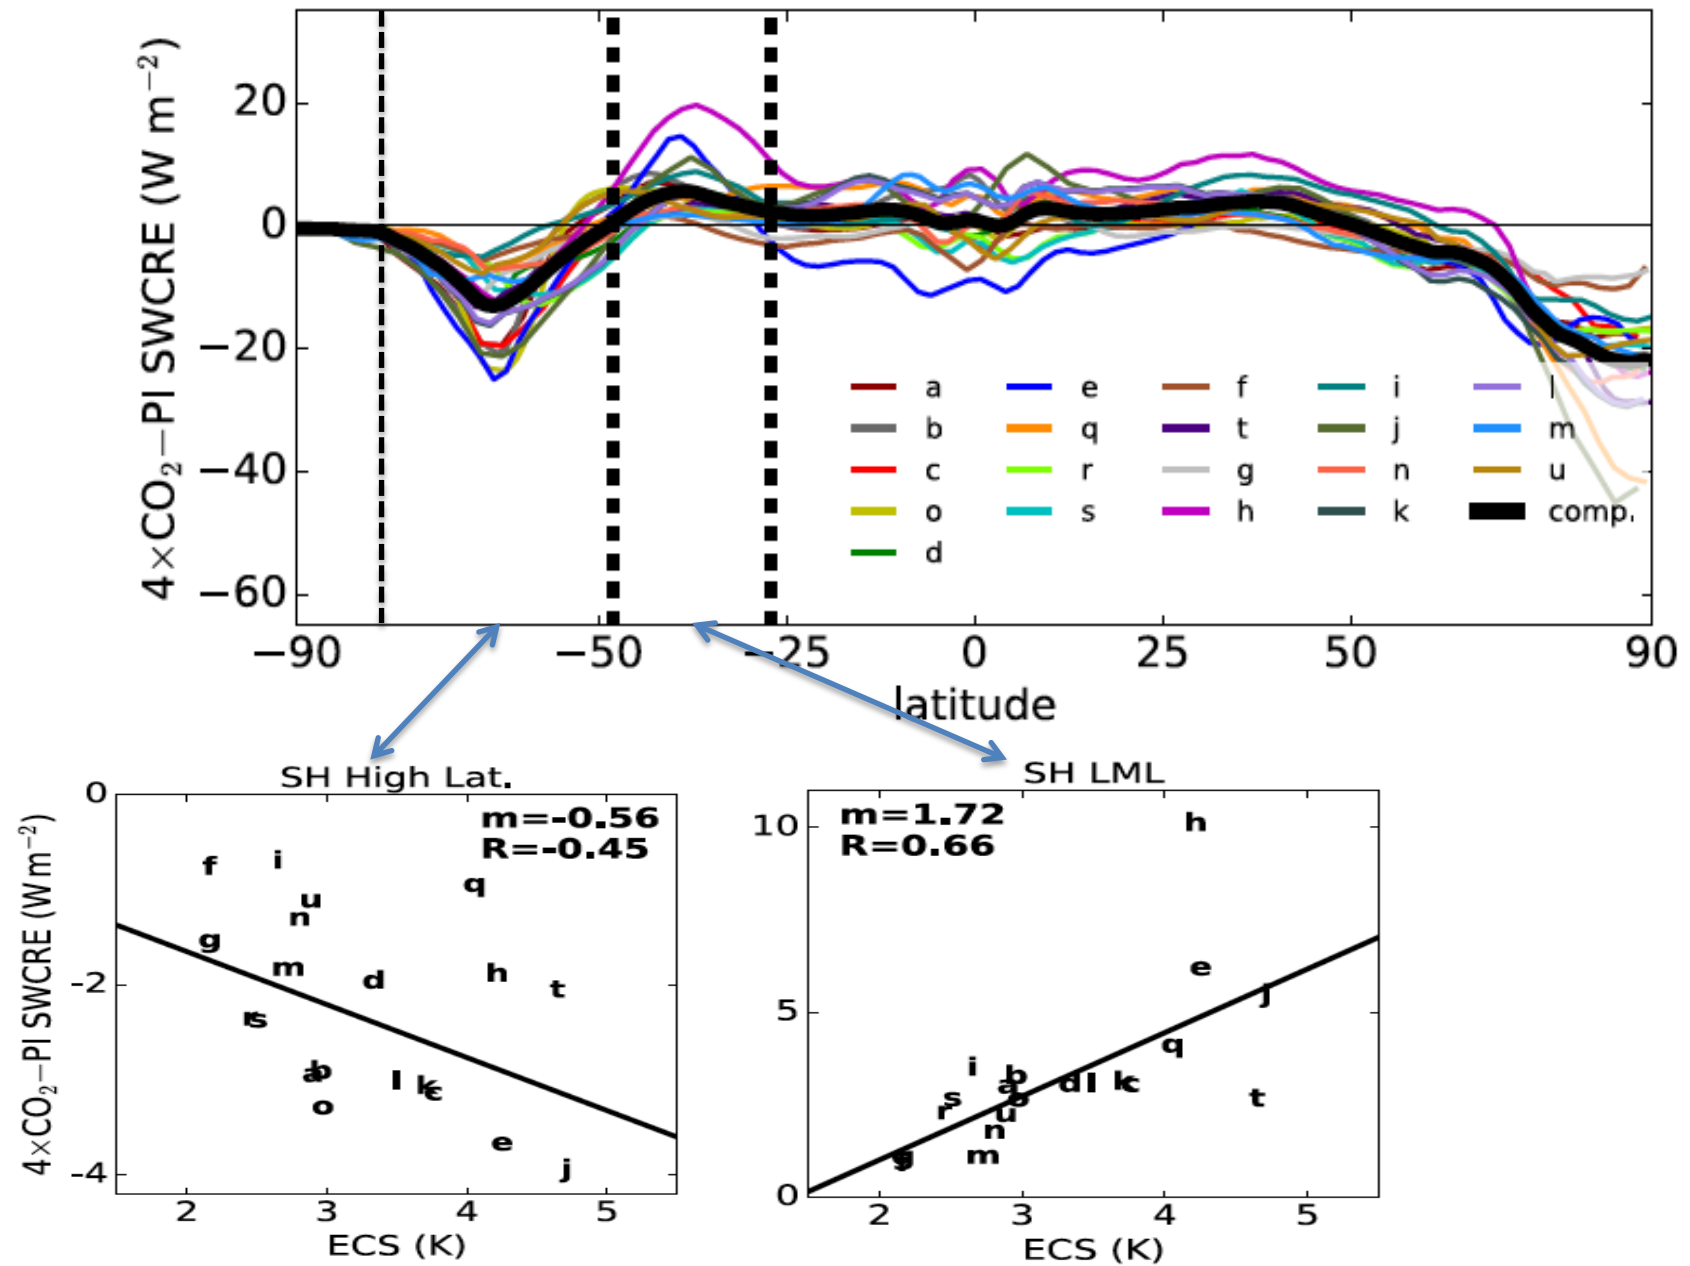 4×CO₂−PI SWCRE (W m⁻²)
20
0
−20
−40
−60
a e f i l
b q t j m
c r g n u
o s h k comp.
d
−90 −50 −25 0 25 50 90
latitude
SH High Lat.
m=-0.56
R=-0.45
4×CO₂−PI SWCRE (Wm⁻²)
0
-2
-4
f i
u
n
q
g
m d h t
r s
a b l k c
o
e
j
2 3 4 5
ECS (K)
SH LML
m=1.72
R=0.66
10
5
0
h
e
j
q
i b
a d l k c
s o t
r u
n
g m
2 3 4 5
ECS (K)